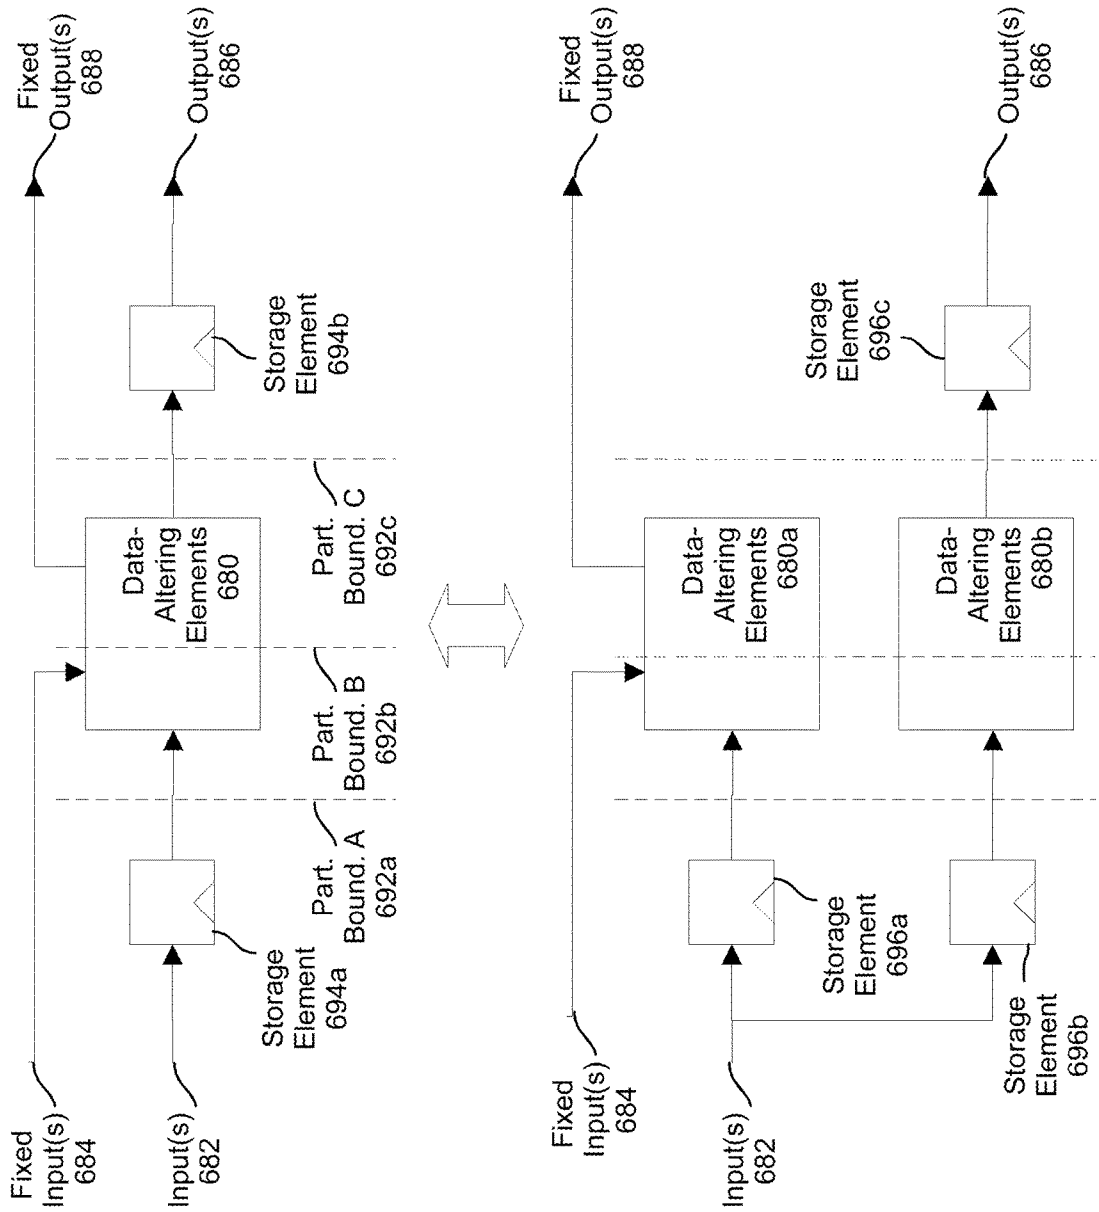 Fixed
Output(s)
688
Output(s)
686
Storage
Element
694b
Data-
Altering
Elements
680
Part.
Bound. C
692c
Part.
Bound. B
692b
Part.
Bound. A
692a
Storage
Element
694a
Fixed
Input(s)
684
Input(s)
682
Fixed
Output(s)
688
Output(s)
686
Storage
Element
696c
Data-
Altering
Elements
680a
Data-
Altering
Elements
680b
Storage
Element
696a
Storage
Element
696b
Fixed
Input(s)
684
Input(s)
682